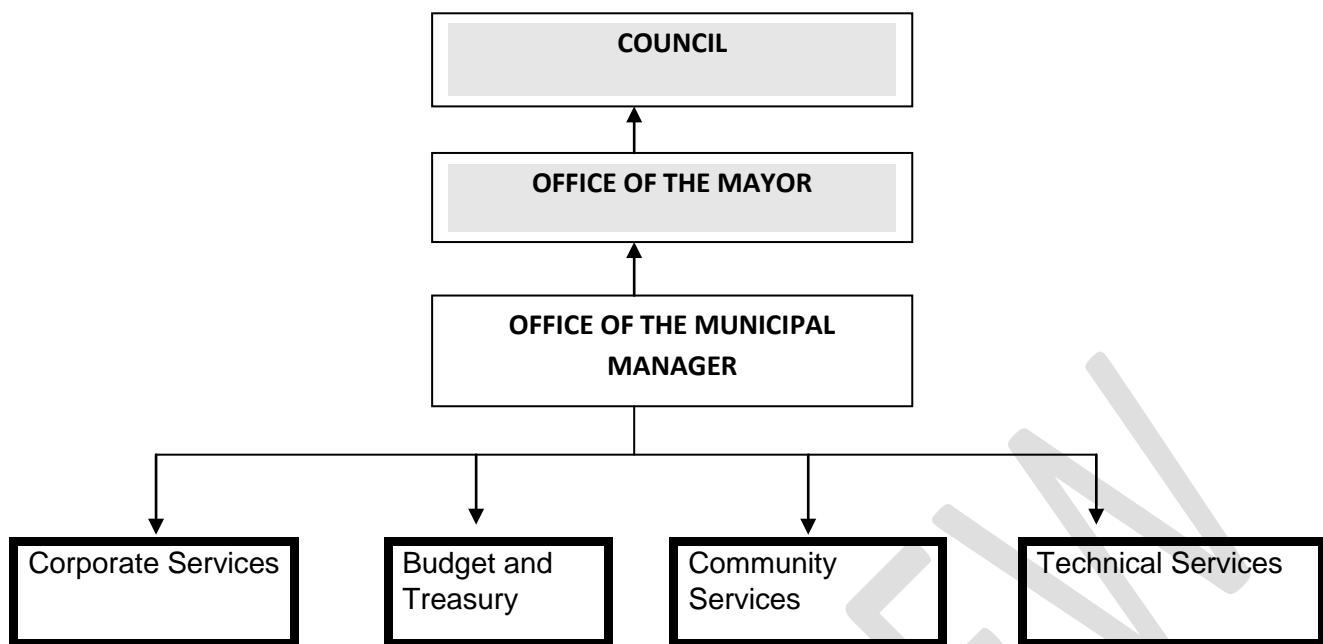 COUNCIL
OFFICE OF THE MAYOR
OFFICE OF THE MUNICIPAL
MANAGER
Corporate Services
Budget and
Treasury
Community
Services
Technical Services